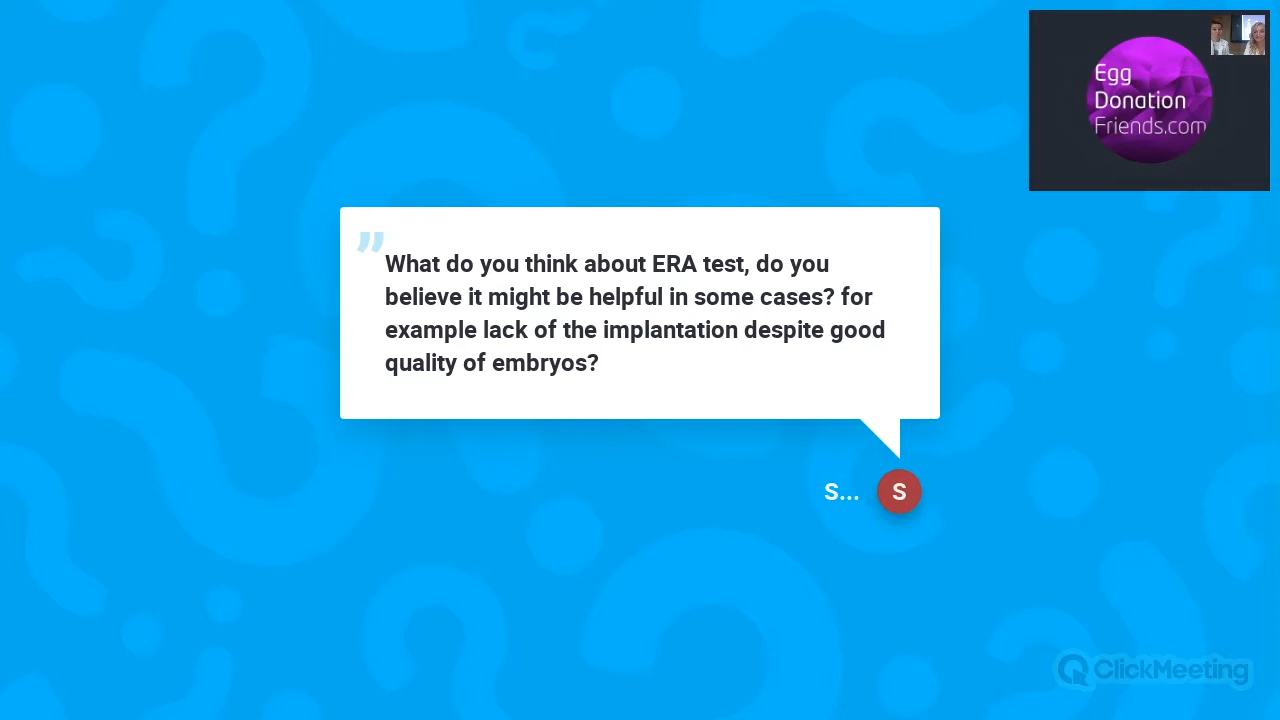 Egg
Donation
Friends.com
"
What do you think about ERA test, do you
believe it might be helpful in some cases? for
example lack of the implantation despite good
quality of embryos?
S... S
ClickMeeting